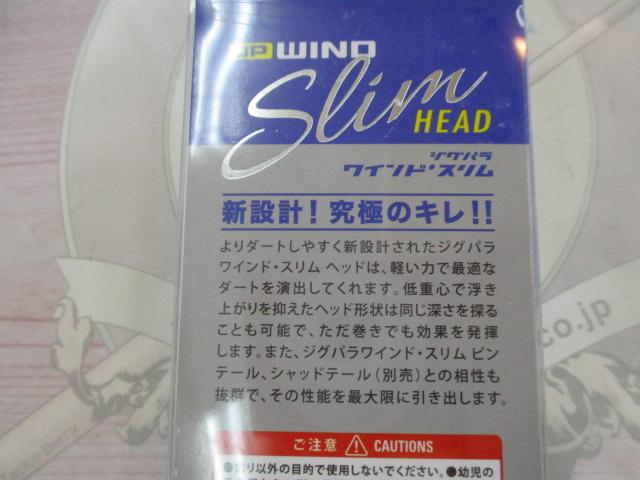 JP WIND
Slim
HEAD
ジグパラ
ワインド・スリム
新設計！究極のキレ！！
よりダートしやすく新設計されたジグパラ
ワインド・スリム ヘッドは、軽い力で最適な
ダートを演出してくれます。低重心で浮き
上がりを抑えたヘッド形状は同じ深さを探る
ことも可能で、ただ巻きでも効果を発揮
します。また、ジグパラワインド・スリム ピン
テール、シャッドテール（別売）との相性も
抜群で、その性能を最大限に引き出します。
ご注意 CAUTIONS
●釣り以外の目的で使用しないでください。●幼児の
co.jp